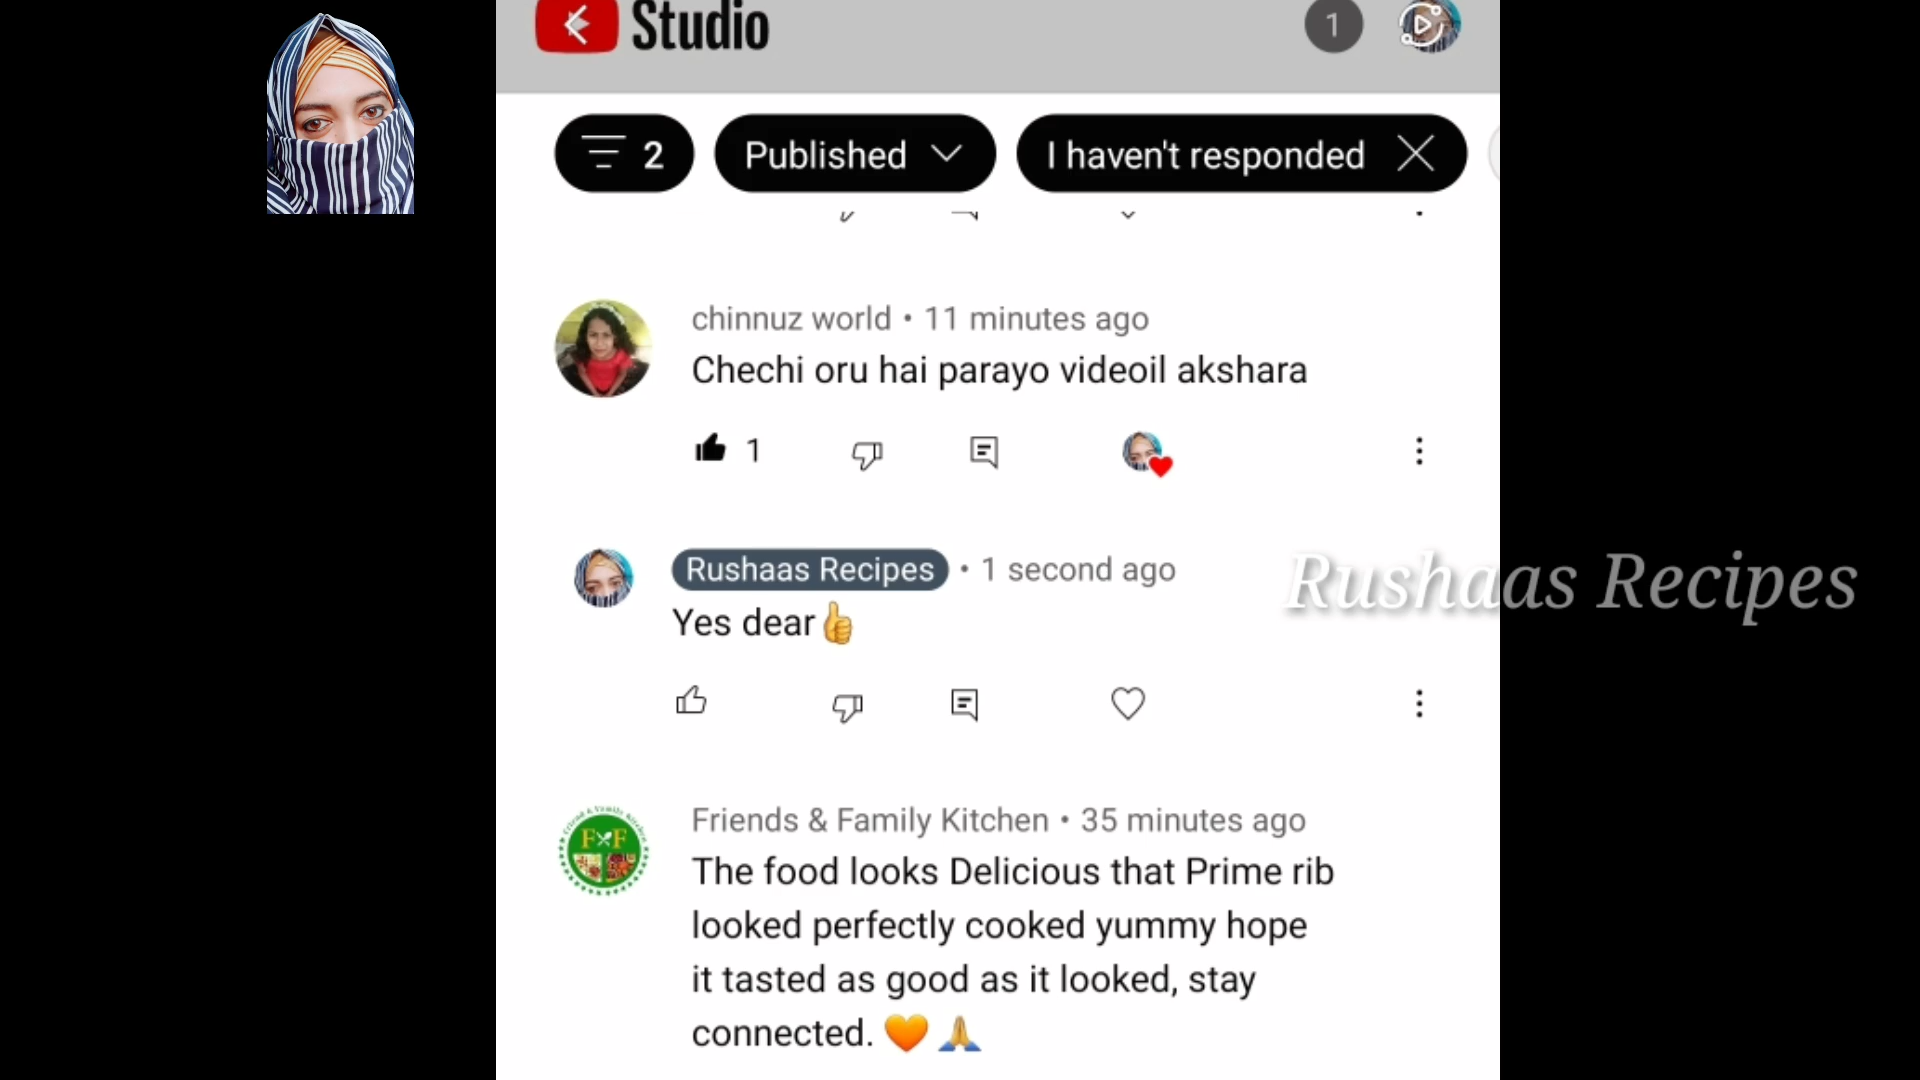 Studio
1
2
Published
I haven't responded
chinnuz world • 11 minutes ago
Chechi oru hai parayo videoil akshara
1
Rushaas Recipes • 1 second ago
Yes dear👍
Rushaas Recipes
Friends & Family Kitchen • 35 minutes ago
FF
The food looks Delicious that Prime rib
looked perfectly cooked yummy hope
it tasted as good as it looked, stay
connected. 🧡 🙏